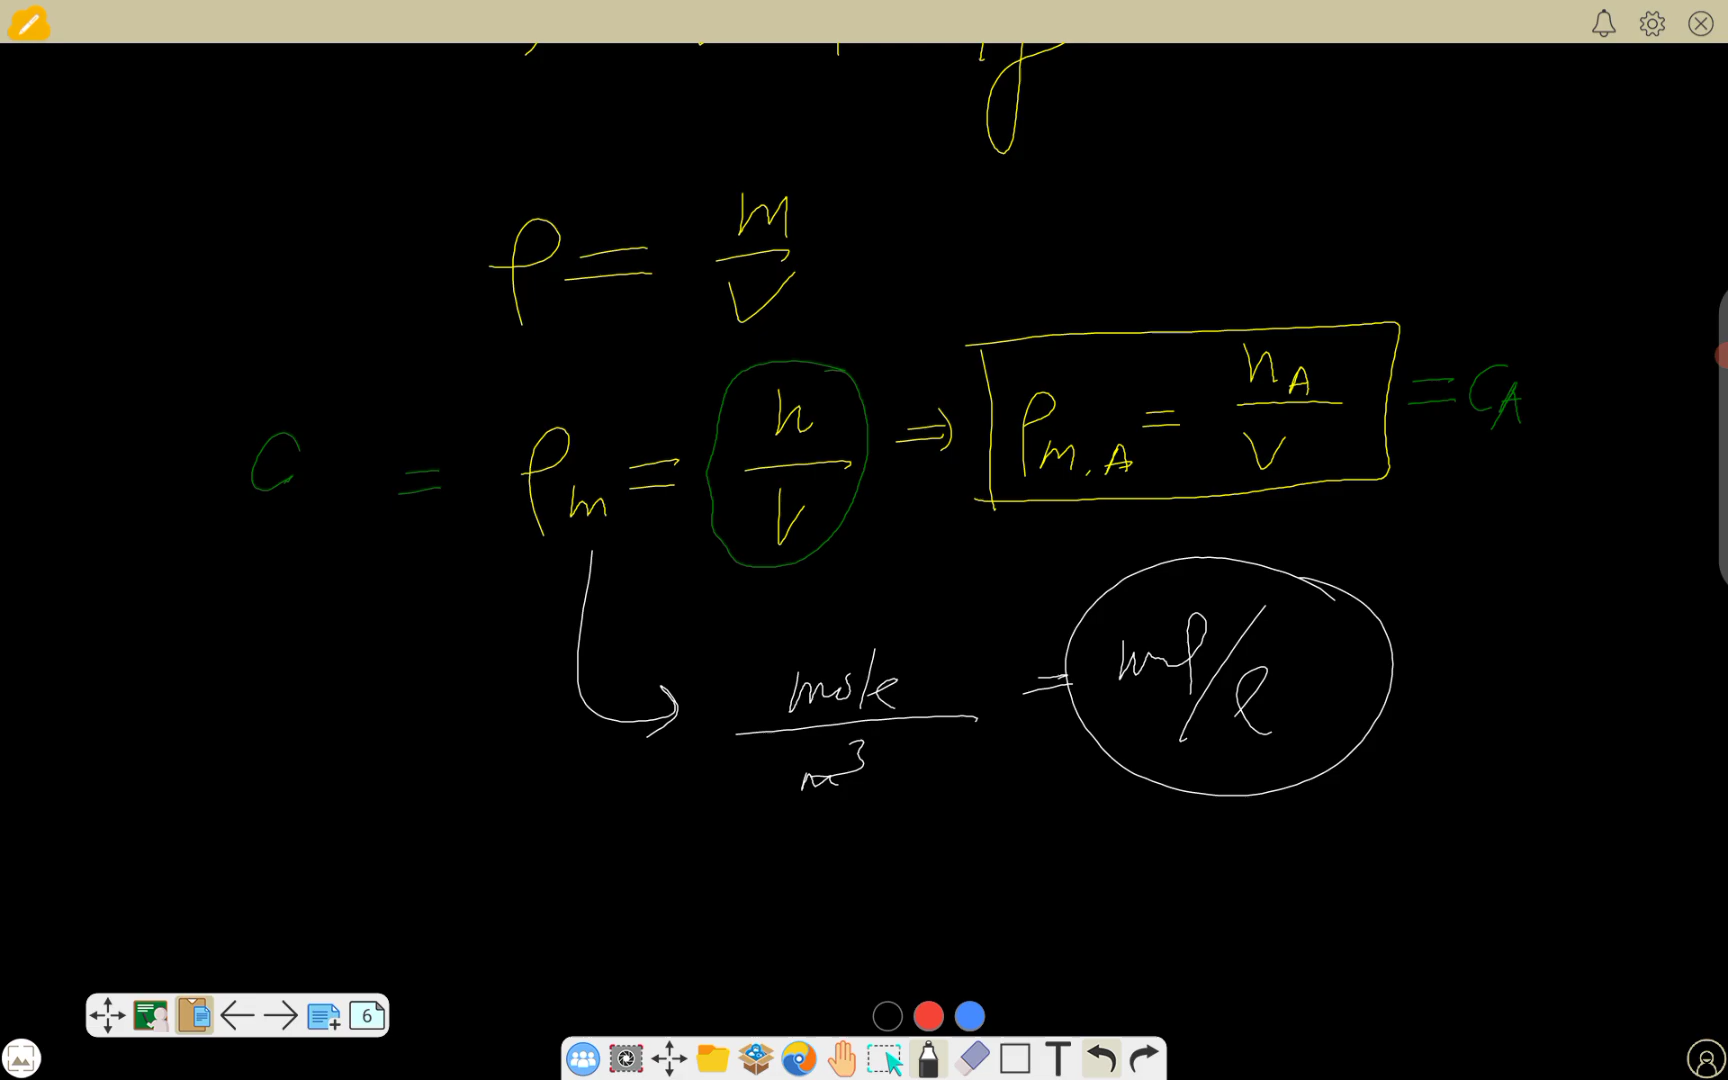 ρ = m/V
C = ρm = n/V ⇒ ρm,A = nA/V = CA
mole/m³ = mol/l
6
T